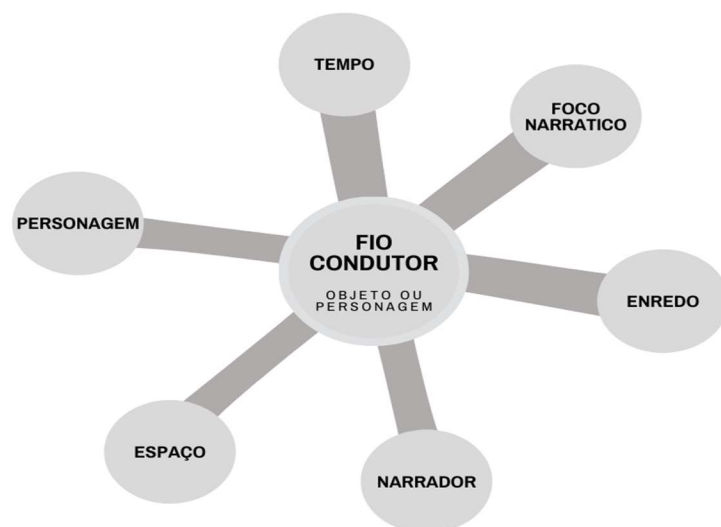 TEMPO
FOCO
NARRATICO
PERSONAGEM
FIO
CONDUTOR
OBJETO OU
PERSONAGEM
ENREDO
ESPAÇO
NARRADOR